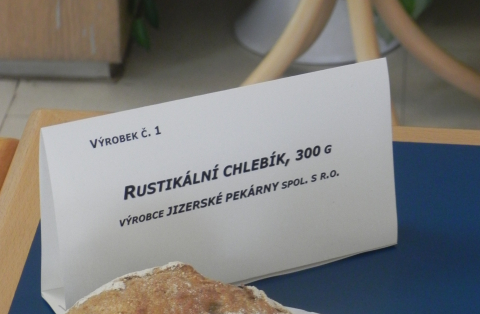 Výrobek č. 1
Rustikální chlebík, 300 g
výrobce Jizerské pekárny spol. s r.o.